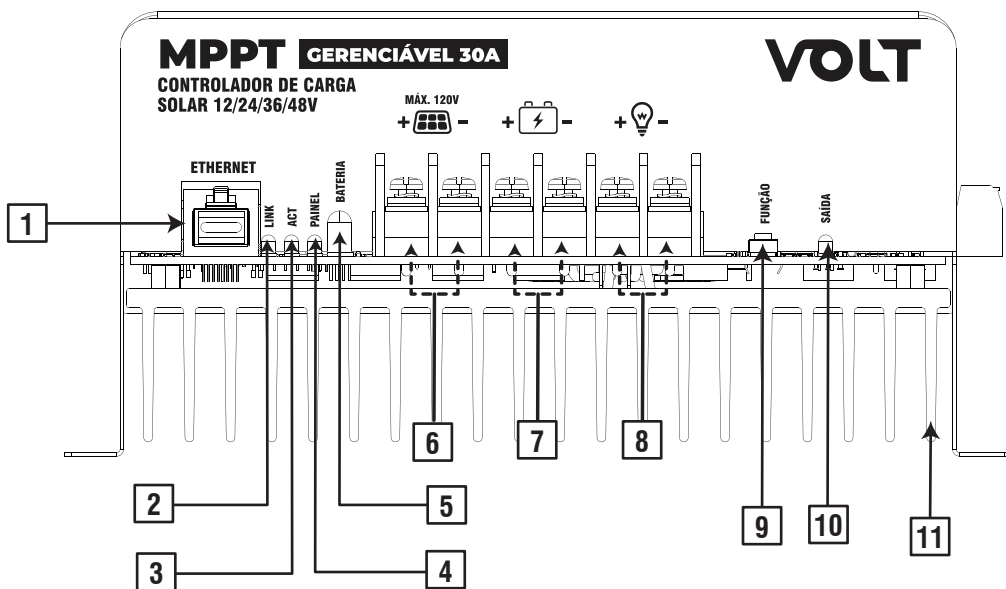 MPPT GERENCIÁVEL 30A
VOLT
CONTROLADOR DE CARGA
SOLAR 12/24/36/48V
MÁX. 120V
+ -
+ -
+ -
ETHERNET
LINK
ACT
PAINEL
BATERIA
FUNÇÃO
SAÍDA
1
6
7
8
2
5
9
10
11
3
4